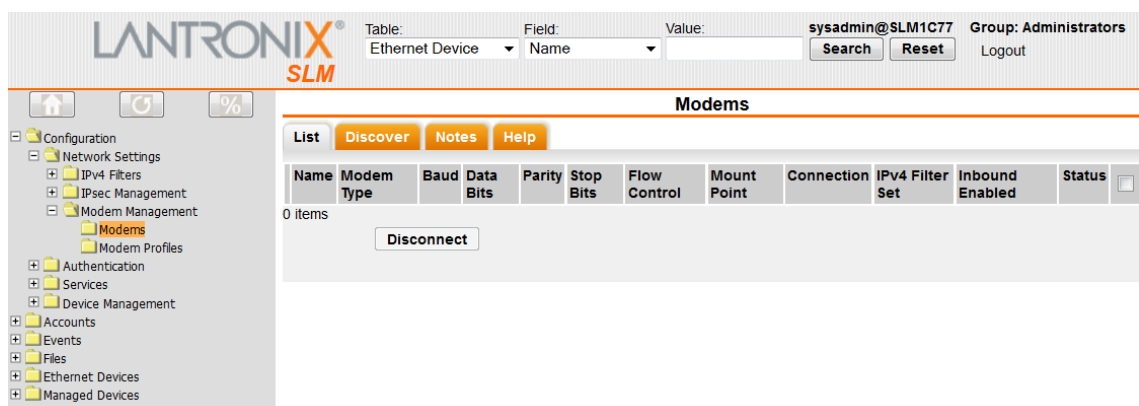 LANTRONIX®
SLM
Table: Field: Value:
Ethernet Device Name
sysadmin@SLM1C77 Group: Administrators
Search Reset Logout
%
Configuration
Network Settings
IPv4 Filters
IPsec Management
Modem Management
Modems
Modem Profiles
Authentication
Services
Device Management
Accounts
Events
Files
Ethernet Devices
Managed Devices
Modems
List Discover Notes Help
Name Modem Type Baud Data Bits Parity Stop Bits Flow Control Mount Point Connection IPv4 Filter Set Inbound Enabled Status
0 items
Disconnect